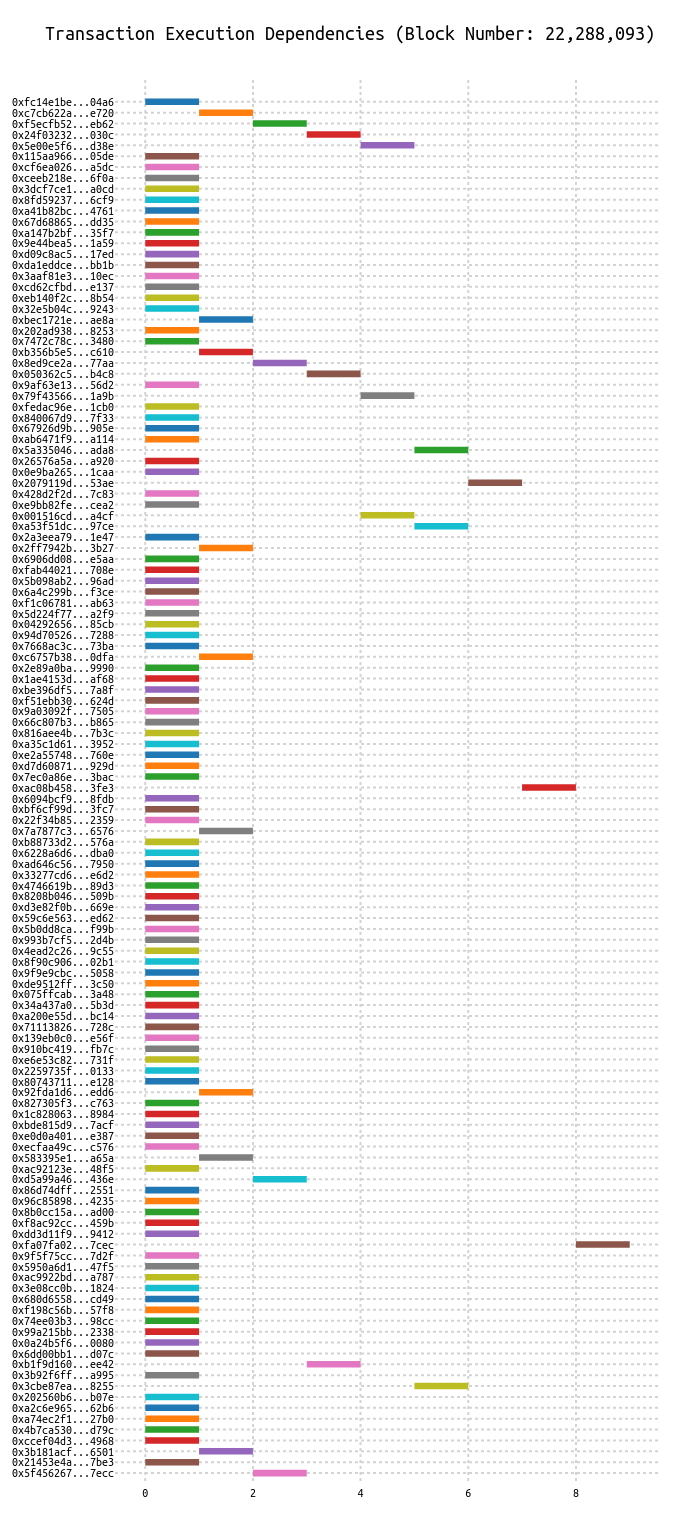 Transaction Execution Dependencies (Block Number: 22,288,093)
0xfc14e1be...04a6
0xc7cb622a...e720
0xf5ecfb52...eb62
0x24f03232...030c
0x5e00e5f6...d38e
0x115aa966...05de
0xcf6ea026...a5dc
0xceeb218e...6f0a
0x3dcf7ce1...a0cd
0x8fd59237...6cf9
0xa41b82bc...4761
0x67d68865...dd35
0xa147b2bf...35f7
0x9e44bea5...1a59
0xd09c8ac5...17ed
0xda1eddce...bb1b
0x3aaf81e3...10ec
0xcd62cfbd...e137
0xeb140f2c...8b54
0x32e5b04c...9243
0xbec1721e...ae8a
0x202ad938...8253
0x7472c78c...3480
0xb356b5e5...c610
0x8ed9ce2a...77aa
0x050362c5...b4c8
0x9af63e13...56d2
0x79f43566...1a9b
0xfedac96e...1cb0
0x840067d9...7f33
0x67926d9b...905e
0xab6471f9...a114
0x5a335046...ada8
0x26576a5a...a920
0x0e9ba265...1caa
0x2079119d...53ae
0x428d2f2d...7c83
0xe9bb82fe...cea2
0x001516cd...a4cf
0xa53f51dc...97ce
0x2a3eea79...1e47
0x2ff7942b...3b27
0x6906dd08...e5aa
0xfab44021...708e
0x5b098ab2...96ad
0x6a4c299b...f3ce
0xf1c06781...ab63
0x5d224f77...a2f9
0x04292656...85cb
0x94d70526...7288
0x7668ac3c...73ba
0xc6757b38...0dfa
0x2e89a0ba...9990
0x1ae4153d...af68
0xbe396df5...7a8f
0xf51ebb30...624d
0x9a03092f...7505
0x66c807b3...b865
0x816aee4b...7b3c
0xa35c1d61...3952
0xe2a55748...760e
0xd7d60871...929d
0x7ec0a86e...3bac
0xac08b458...3fe3
0x6094bcf9...8fdb
0xbf6cf99d...3fc7
0x22f34b85...2359
0x7a7877c3...6576
0xb88733d2...576a
0x6228a6d6...dba0
0xad646c56...7950
0x33277cd6...e6d2
0x4746619b...89d3
0x8208b046...509b
0xd3e82f0b...669e
0x59c6e563...ed62
0x5b0dd8ca...f99b
0x993b7cf5...2d4b
0x4ead2c26...9c55
0x8f90c906...02b1
0x9f9e9cbc...5058
0xde9512ff...3c50
0x075ffcab...3a48
0x34a437a0...5b3d
0xa200e55d...bc14
0x71113826...728c
0x139eb0c0...e56f
0x910bc419...fb7c
0xe6e53c82...731f
0x2259735f...0133
0x80743711...e128
0x92fda1d6...edd6
0x827305f3...c763
0x1c828063...8984
0xbde815d9...7acf
0xe0d0a401...e387
0xecfaa49c...c576
0x583395e1...a65a
0xac92123e...48f5
0xd5a99a46...436e
0x86d74dff...2551
0x96c85898...4235
0x8b0cc15a...ad00
0xf8ac92cc...459b
0xdd3d11f9...9412
0xfa07fa02...7cec
0x9f5f75cc...7d2f
0x5950a6d1...47f5
0xac9922bd...a787
0x3e08cc0b...1824
0x680d6558...cd49
0xf198c56b...57f8
0x74ee03b3...98cc
0x99a215bb...2338
0x0a24b5f6...0080
0x6dd00bb1...d07c
0xb1f9d160...ee42
0x3b92f6ff...a995
0x3cbe87ea...8255
0x202560b6...b07e
0xa2c6e965...62b6
0xa74ec2f1...27b0
0x4b7ca530...d79c
0xccef04d3...4968
0x3b181acf...6501
0x21453e4a...7be3
0x5f456267...7ecc
0 2 4 6 8